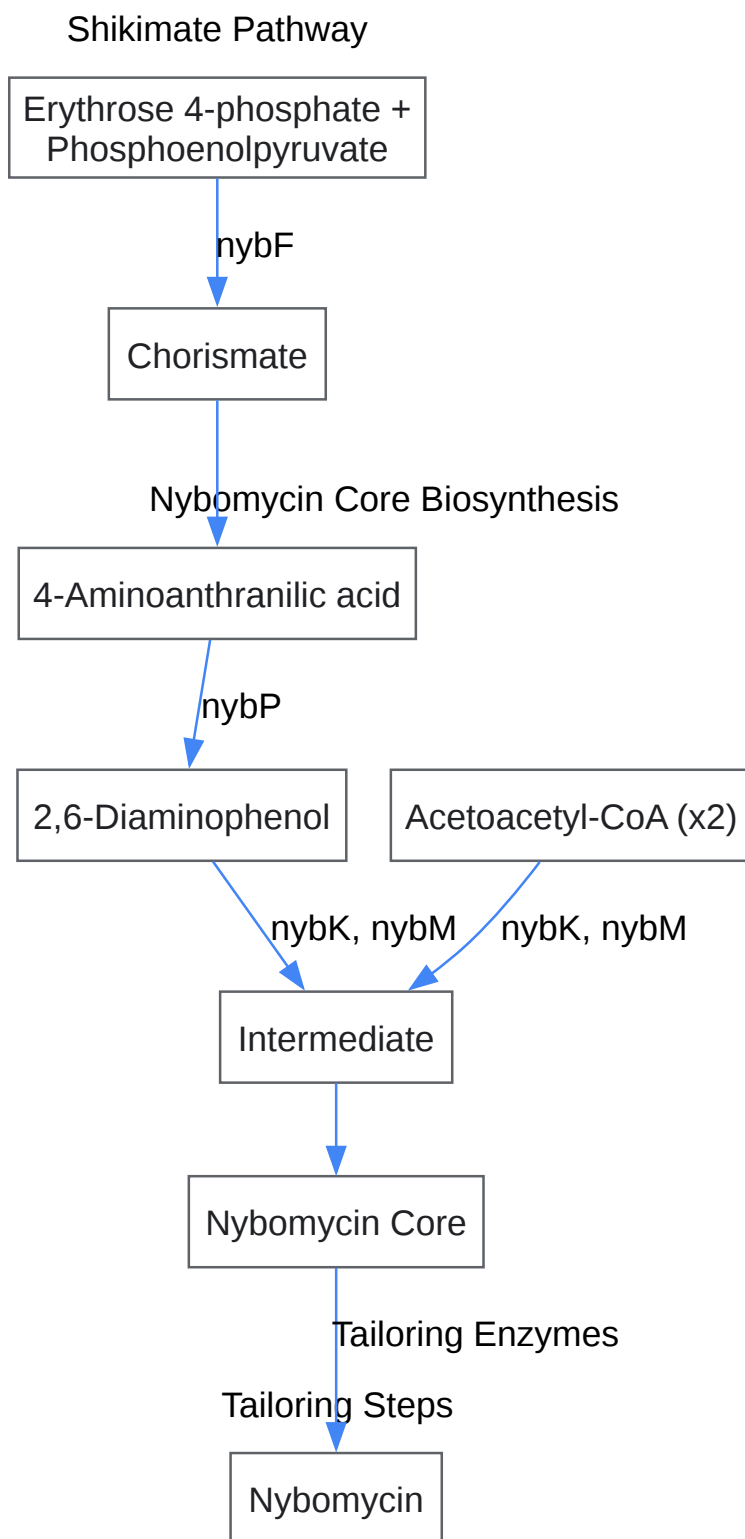 Shikimate Pathway
Erythrose 4-phosphate +
Phosphoenolpyruvate
nybF
Chorismate
Nybomycin Core Biosynthesis
4-Aminoanthranilic acid
nybP
2,6-Diaminophenol
Acetoacetyl-CoA (x2)
nybK, nybM
nybK, nybM
Intermediate
Nybomycin Core
Tailoring Enzymes
Tailoring Steps
Nybomycin